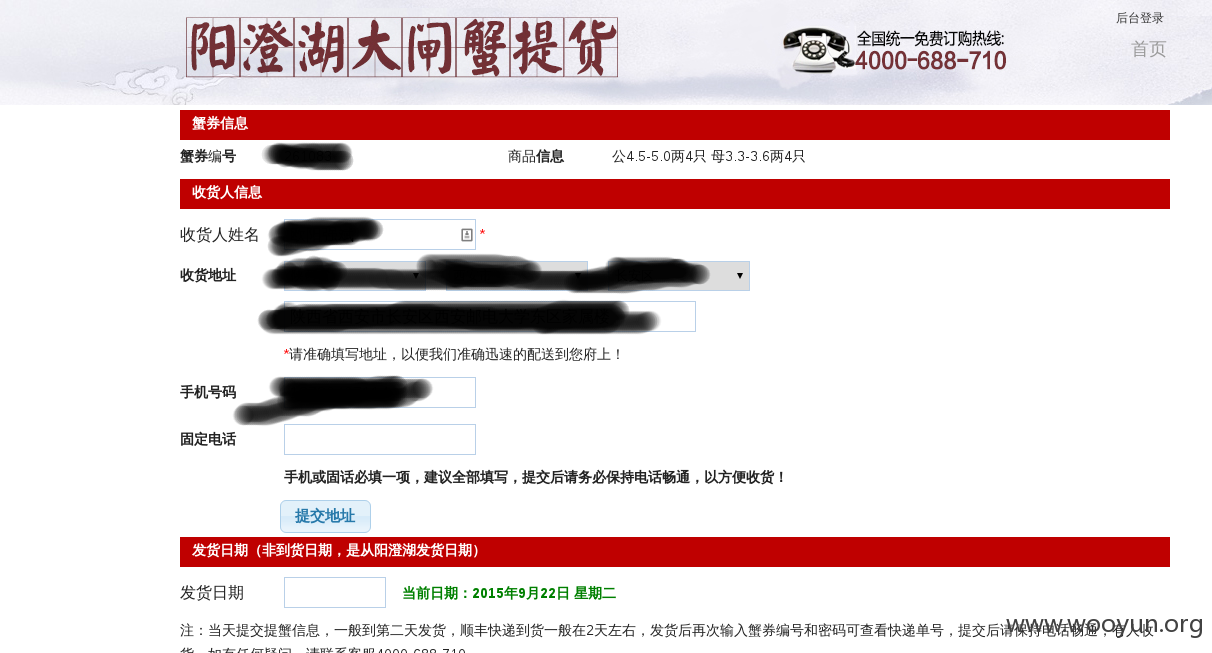 后台登录
阳澄湖大闸蟹提货
全国统一免费订购热线:
4000-688-710
首页
蟹券信息
蟹券编号
商品信息 公4.5-5.0两4只 母3.3-3.6两4只
收货人信息
收货人姓名 *
收货地址
*请准确填写地址，以便我们准确迅速的配送到您府上！
手机号码
固定电话
手机或固话必填一项，建议全部填写，提交后请务必保持电话畅通，以方便收货！
提交地址
发货日期（非到货日期，是从阳澄湖发货日期）
发货日期 当前日期：2015年9月22日 星期二
注：当天提交提蟹信息，一般到第二天发货，顺丰快递到货一般在2天左右，发货后再次输入蟹券编号和密码可查看快递单号，提交后请保持电话畅通，有人收
货，如有任何疑问，请联系客服4000-688-710
www.wooyun.org